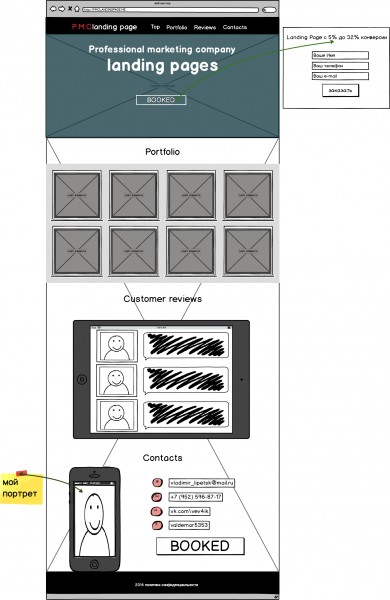 P.M.C landing page
Top Portfolio Reviews Contacts
Professional marketing company
landing pages
BOOKED
Landing Page с 5% до 32% конверсии
Ваше Имя
Ваш телефон
Ваш e-mail
заказать
Portfolio
Customer reviews
Contacts
мой
портрет
vladimir_lipetsk@mail.ru
+7 (952) 596-87-17
vk.com\vev4ik
valdemar5353
BOOKED
2016 политика конфиденциальности